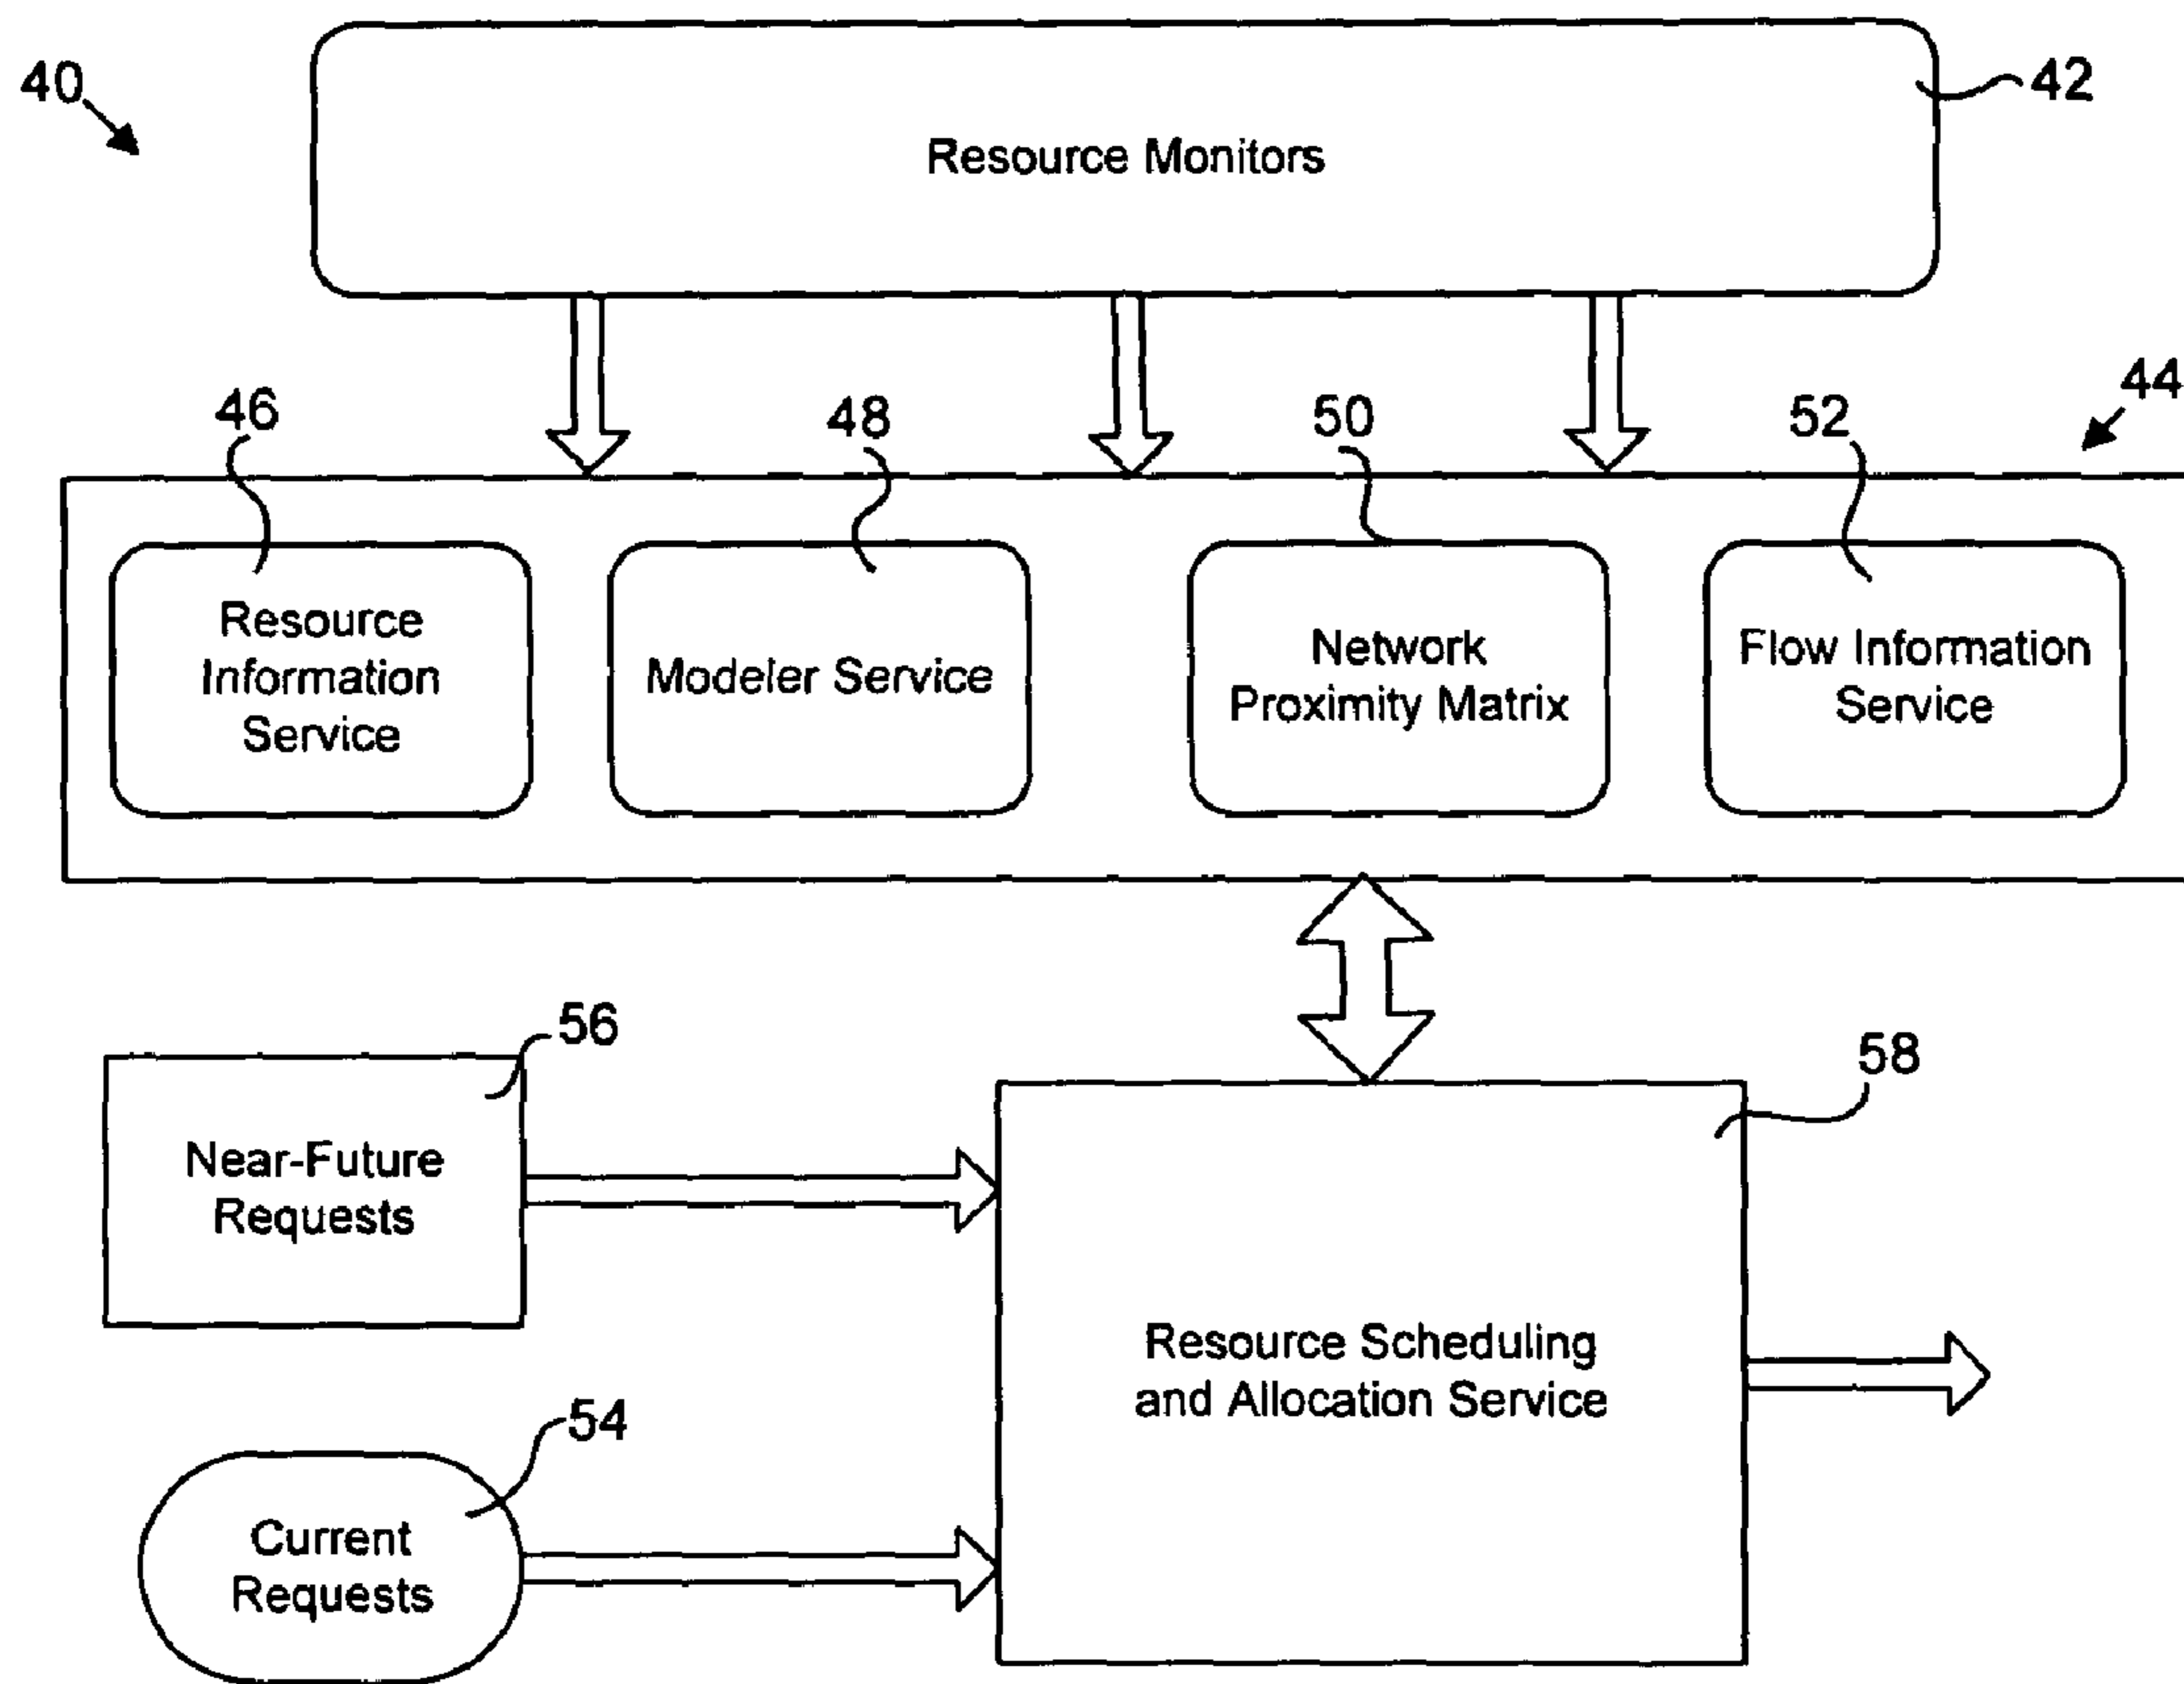 40
42
Resource Monitors
44
46
48
50
52
Resource
Information
Service
Modeler Service
Network
Proximity Matrix
Flow Information
Service
56
58
Near-Future
Requests
Resource Scheduling
and Allocation Service
54
Current
Requests